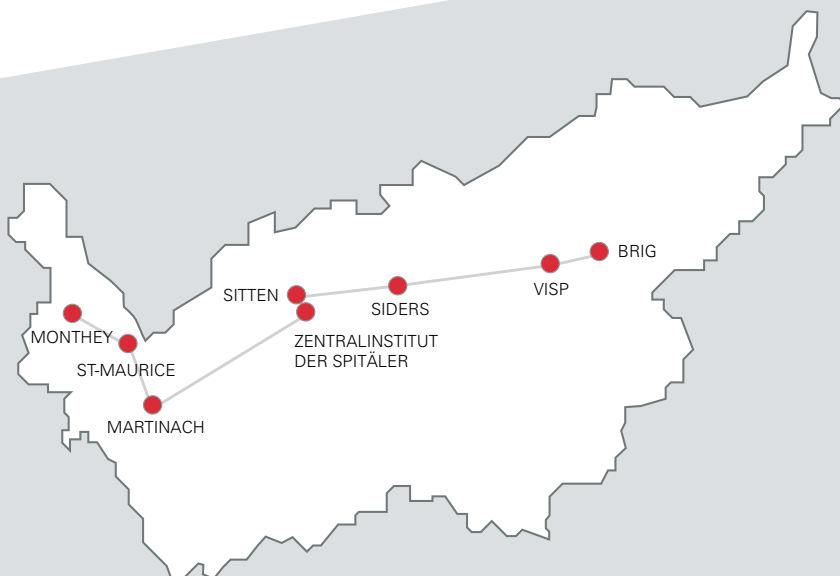 BRIG
SITTEN
VISP
SIDERS
MONTHEY
ZENTRALINSTITUT
DER SPITÄLER
ST-MAURICE
MARTINACH